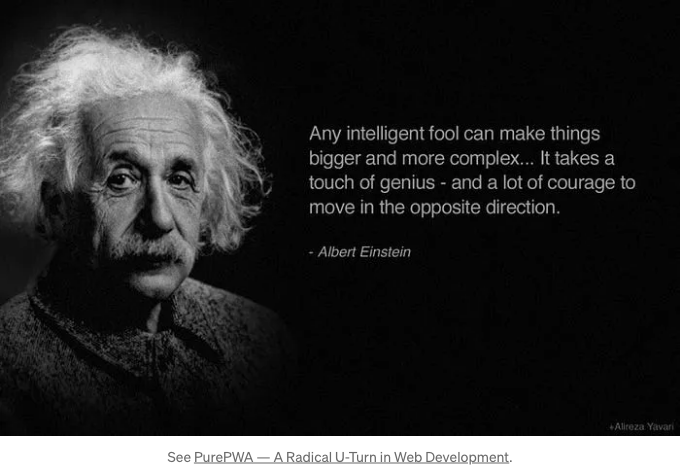 Any intelligent fool can make things
bigger and more complex... It takes a
touch of genius - and a lot of courage to
move in the opposite direction.
- Albert Einstein
+Alireza Yavari
See PurePWA — A Radical U-Turn in Web Development.